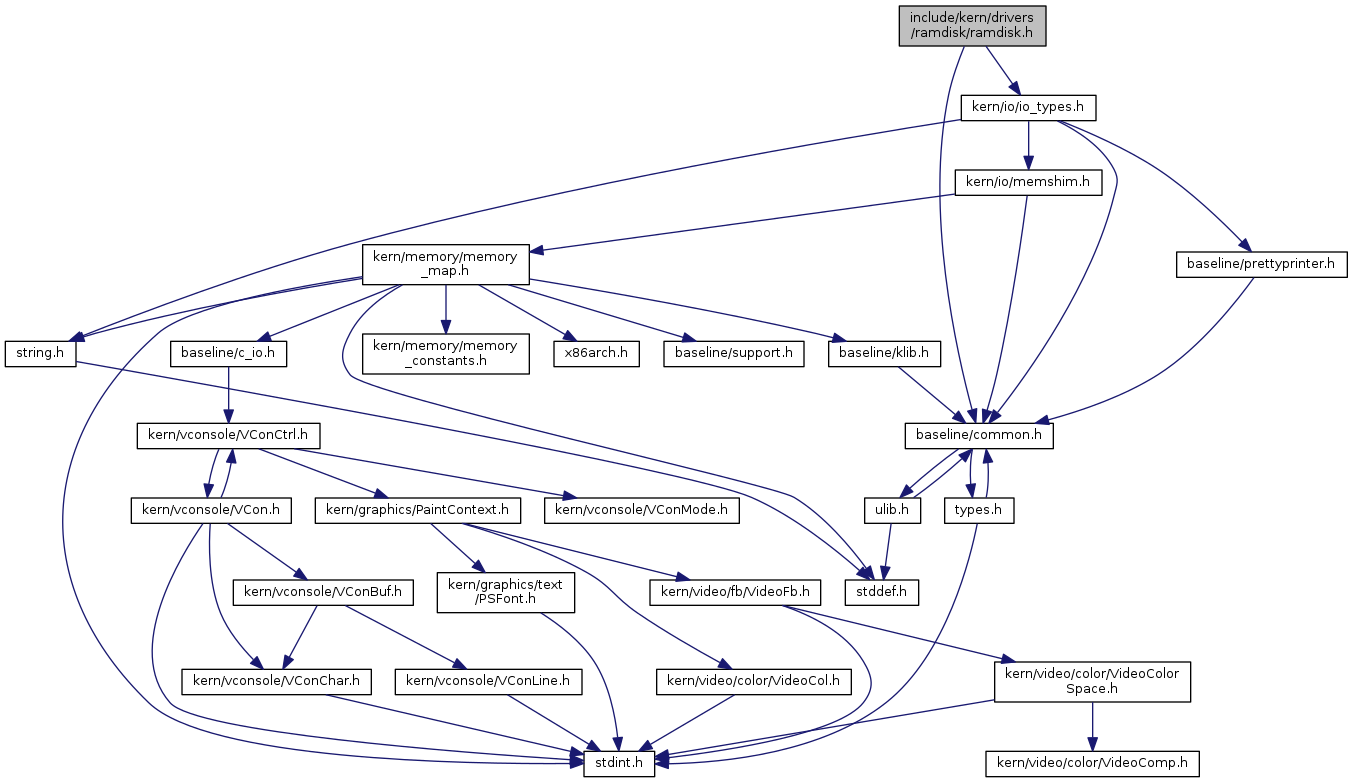 include/kern/drivers
/ramdisk/ramdisk.h
kern/io/io_types.h
kern/io/memshim.h
kern/memory/memory
_map.h
baseline/prettyprinter.h
string.h
baseline/c_io.h
kern/memory/memory
_constants.h
x86arch.h
baseline/support.h
baseline/klib.h
kern/vconsole/VConCtrl.h
baseline/common.h
kern/vconsole/VCon.h
kern/graphics/PaintContext.h
kern/vconsole/VConMode.h
ulib.h
types.h
kern/vconsole/VConBuf.h
kern/graphics/text
/PSFont.h
kern/video/fb/VideoFb.h
stddef.h
kern/vconsole/VConChar.h
kern/vconsole/VConLine.h
kern/video/color/VideoCol.h
kern/video/color/VideoColor
Space.h
stdint.h
kern/video/color/VideoComp.h